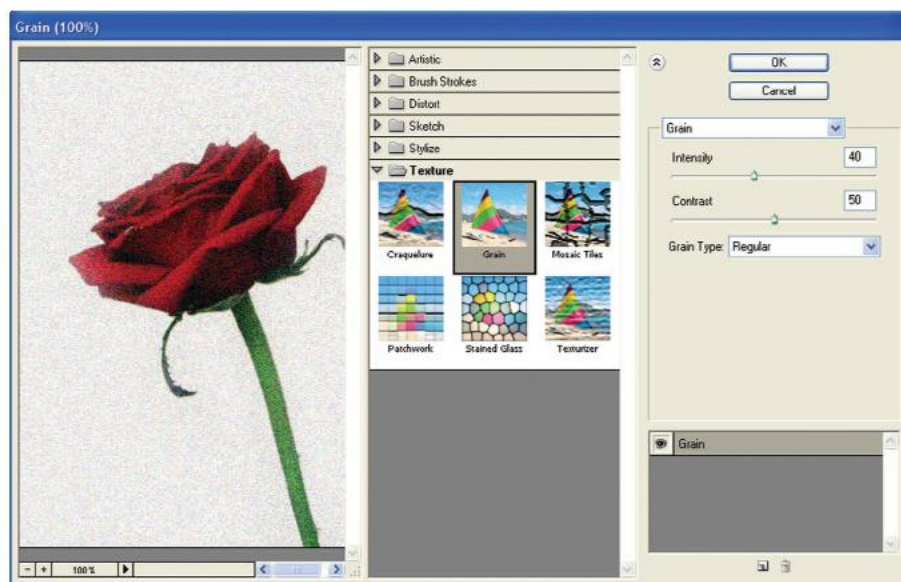 Grain (100%)
Artistic
Brush Strokes
Distort
Sketch
Stylize
Texture
Craquelure
Grain
Mosaic Tiles
Patchwork
Stained Glass
Texturizer
OK
Cancel
Grain
Intensity 40
Contrast 50
Grain Type: Regular
Grain
- + 100%